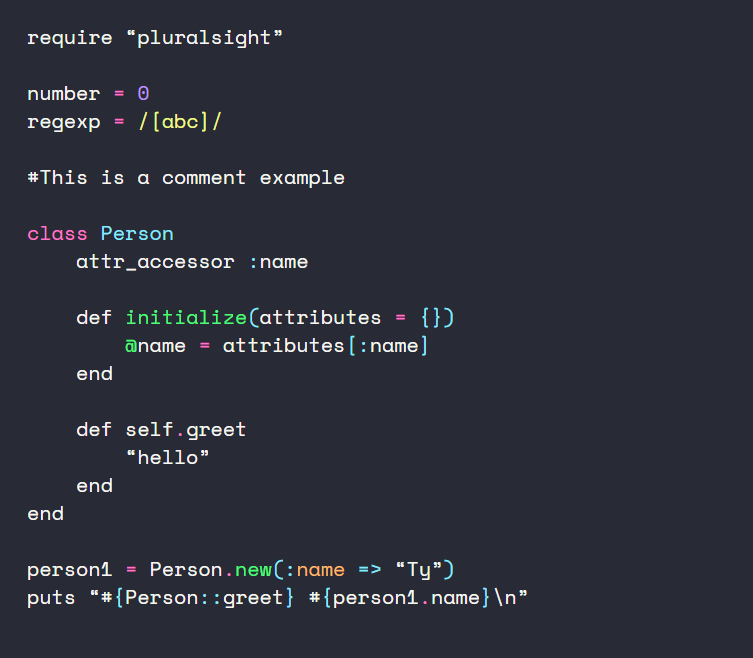 require “pluralsight”
number = 0
regexp = /[abc]/
#This is a comment example
class Person
attr_accessor :name
def initialize(attributes = {})
@name = attributes[:name]
end
def self.greet
“hello”
end
end
person1 = Person.new(:name => “Ty”)
puts “#{Person::greet} #{person1.name}\n”